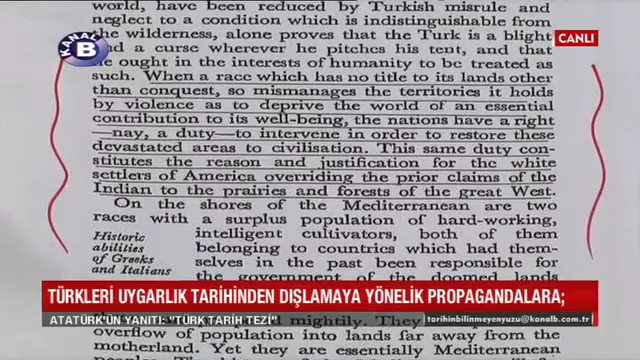 world, have been reduced by Turkish misrule and
neglect to a condition which is indistinguishable from
the wilderness, alone proves that the Turk is a blight
and a curse wherever he pitches his tent, and that
he ought in the interests of humanity to be treated as
such. When a race which has no title to its lands other
than conquest, so mismanages the territories it holds
by violence as to deprive the world of an essential
contribution to its well-being, the nations have a right
—nay, a duty—to intervene in order to restore these
devastated areas to civilisation. This same duty con-
stitutes the reason and justification for the white
settlers of America overriding the prior claims of the
Indian to the prairies and forests of the great West.
On the shores of the Mediterranean are two
races with a surplus population of hard-working,
intelligent cultivators, both of them
belonging to countries which had them-
selves in the past been responsible for
the government of the doomed lands
Historic
abilities
of Greeks
and Italians
mightily. They
overflow of population into lands far away from the
motherland. Yet they are essentially Mediterranean
KANAL
B
CANLI
TÜRKLERİ UYGARLIK TARİHİNDEN DIŞLAMAYA YÖNELİK PROPAGANDALARA;
ATATÜRK'ÜN YANITI: "TÜRK TARİH TEZİ"
tarihinbilinmeyenyuzu@kanalb.com.tr